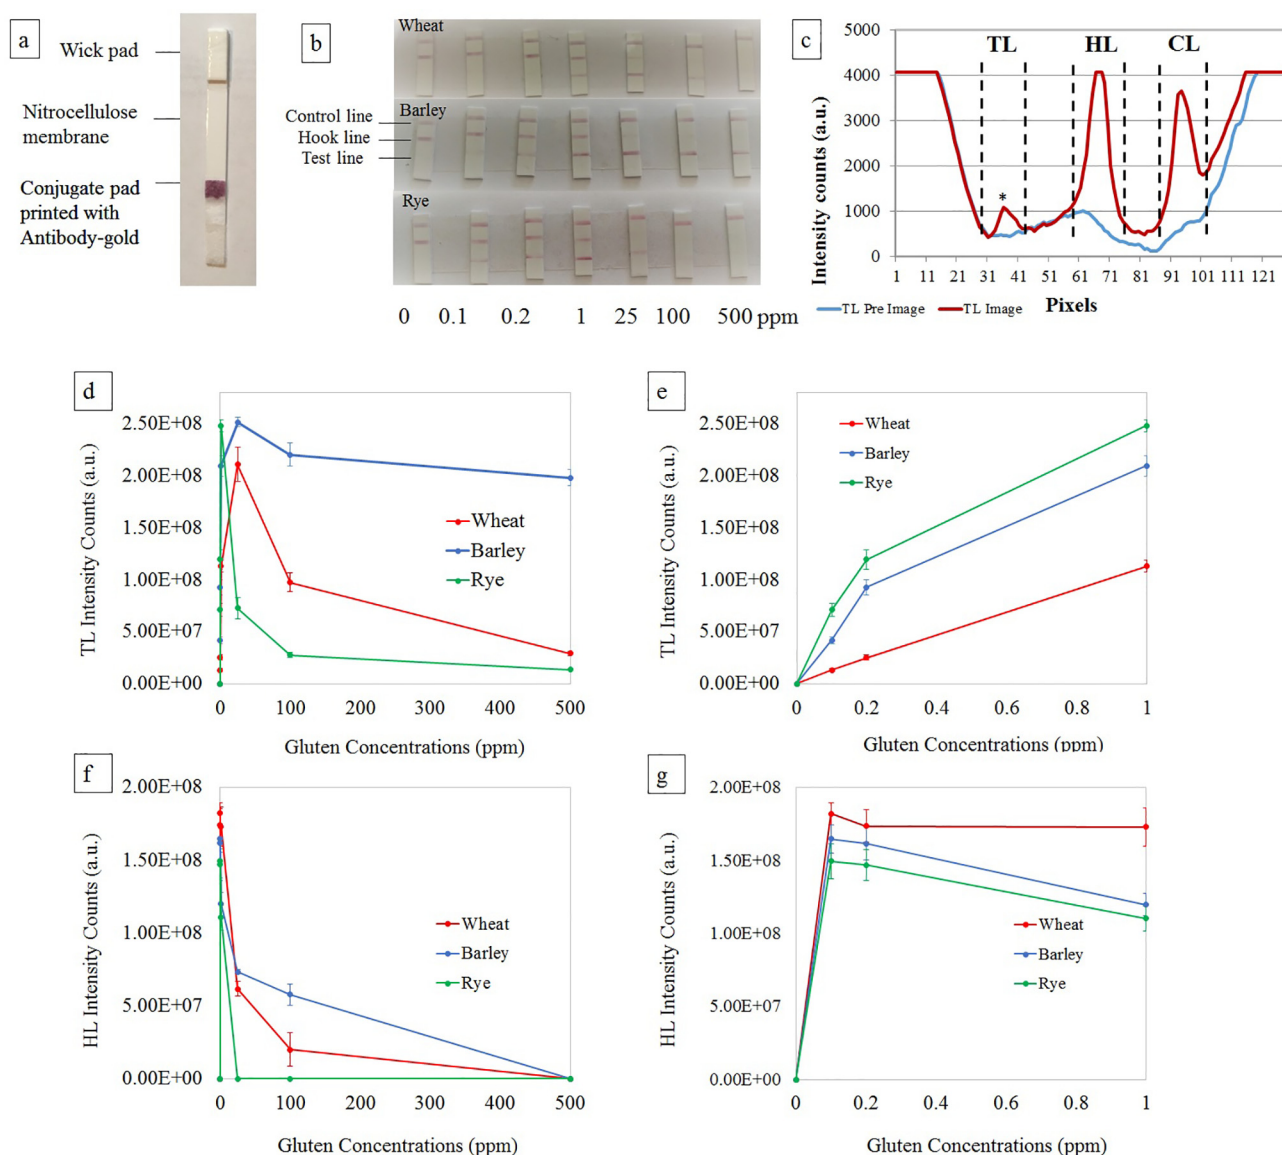 a
Wick pad
Nitrocellulose
membrane
Conjugate pad
printed with
Antibody-gold
b
Wheat
Barley
Control line
Hook line
Test line
Rye
0 0.1 0.2 1 25 100 500 ppm
c
TL HL CL
Intensity counts (a.u.)
5000
4000
3000
2000
1000
0
*
1 11 21 31 41 51 61 71 81 91 101 111 121
TL Pre Image TL Image
Pixels
d
TL Intensity Counts (a.u.)
2.50E+08
2.00E+08
1.50E+08
1.00E+08
5.00E+07
0.00E+00
Wheat
Barley
Rye
0 100 200 300 400 500
Gluten Concentrations (ppm)
e
TL Intensity Counts (a.u.)
2.50E+08
2.00E+08
1.50E+08
1.00E+08
5.00E+07
0.00E+00
Wheat
Barley
Rye
0 0.2 0.4 0.6 0.8 1
Gluten Concentrations (ppm)
f
HL Intensity Counts (a.u.)
2.00E+08
1.50E+08
1.00E+08
5.00E+07
0.00E+00
Wheat
Barley
Rye
0 100 200 300 400 500
Gluten Concentrations (ppm)
g
HL Intensity Counts (a.u.)
2.00E+08
1.50E+08
1.00E+08
5.00E+07
0.00E+00
Wheat
Barley
Rye
0 0.2 0.4 0.6 0.8 1
Gluten Concentrations (ppm)